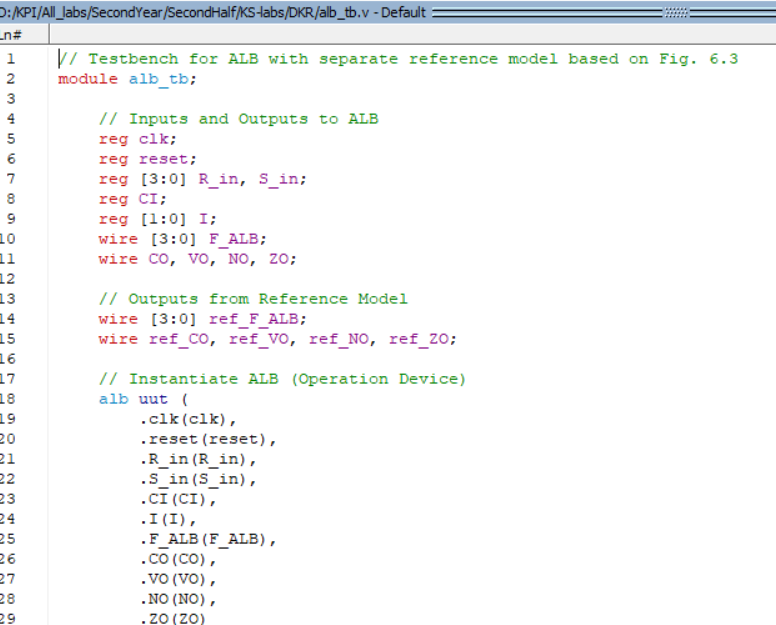 D:/KPI/All_labs/SecondYear/SecondHalf/KS-labs/DKR/alb_tb.v - Default
Ln#
1 // Testbench for ALB with separate reference model based on Fig. 6.3
2 module alb_tb;
3
4 // Inputs and Outputs to ALB
5 reg clk;
6 reg reset;
7 reg [3:0] R_in, S_in;
8 reg CI;
9 reg [1:0] I;
10 wire [3:0] F_ALB;
11 wire CO, VO, NO, ZO;
12
13 // Outputs from Reference Model
14 wire [3:0] ref_F_ALB;
15 wire ref_CO, ref_VO, ref_NO, ref_ZO;
16
17 // Instantiate ALB (Operation Device)
18 alb uut (
19 .clk(clk),
20 .reset(reset),
21 .R_in(R_in),
22 .S_in(S_in),
23 .CI(CI),
24 .I(I),
25 .F_ALB(F_ALB),
26 .CO(CO),
27 .VO(VO),
28 .NO(NO),
29 .ZO(ZO)